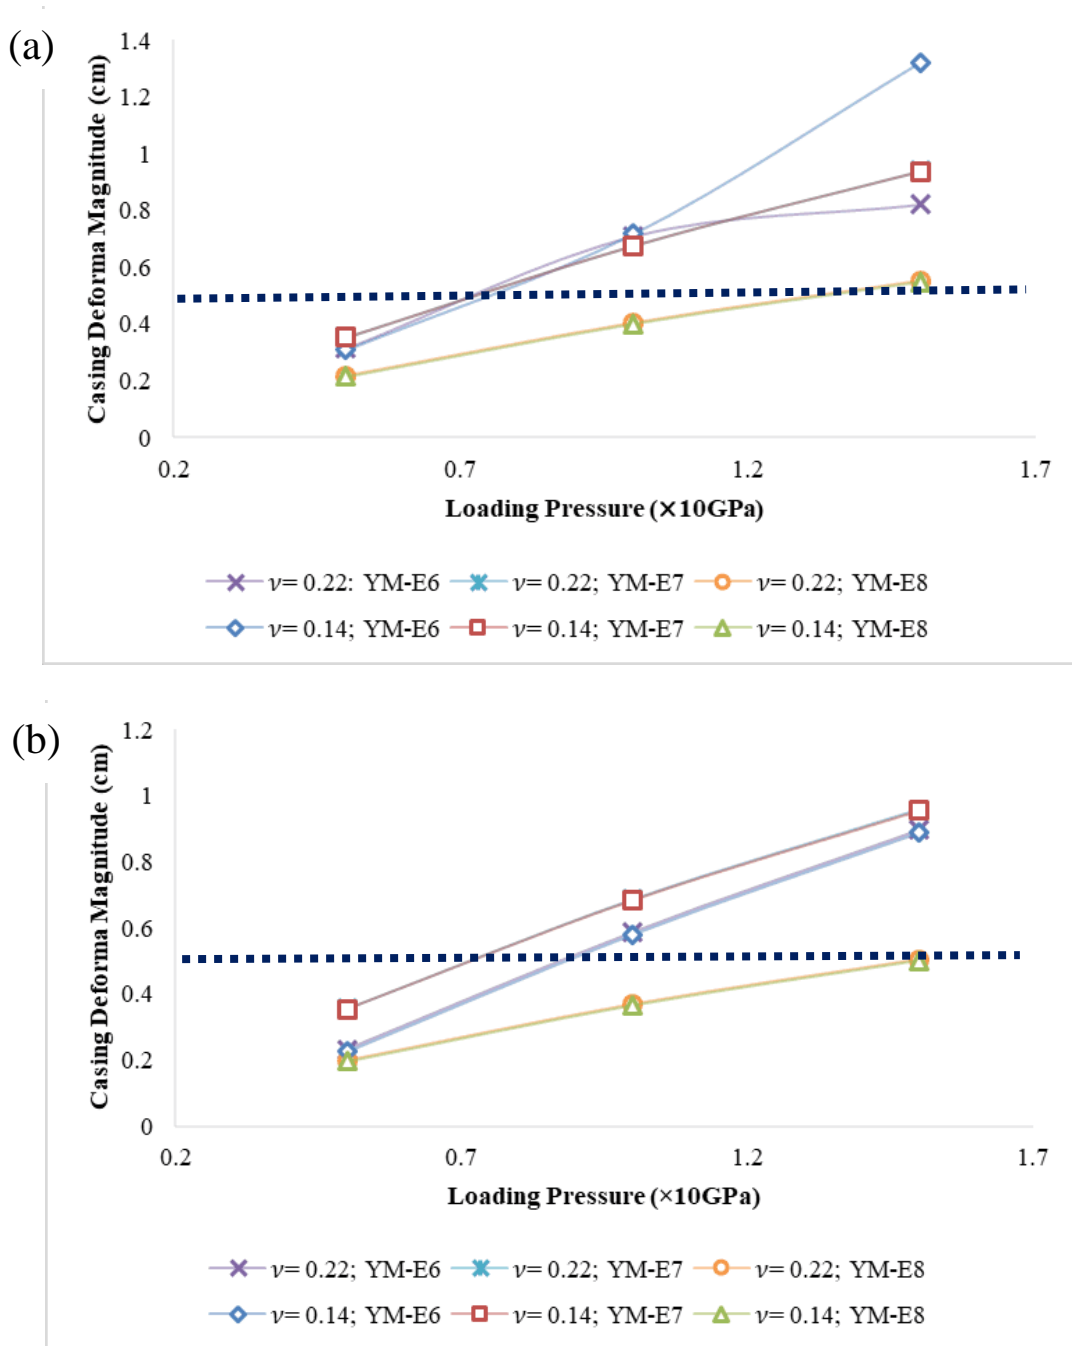 (a)
Casing Deforma Magnitude (cm)
1.4
1.2
1
0.8
0.6
0.4
0.2
0
0.2 0.7 1.2 1.7
Loading Pressure (×10GPa)
ν= 0.22: YM-E6 ν= 0.22; YM-E7 ν= 0.22; YM-E8
ν= 0.14; YM-E6 ν= 0.14; YM-E7 ν= 0.14; YM-E8
(b)
Casing Deforma Magnitude (cm)
1.2
1
0.8
0.6
0.4
0.2
0
0.2 0.7 1.2 1.7
Loading Pressure (×10GPa)
ν= 0.22; YM-E6 ν= 0.22; YM-E7 ν= 0.22; YM-E8
ν= 0.14; YM-E6 ν= 0.14; YM-E7 ν= 0.14; YM-E8